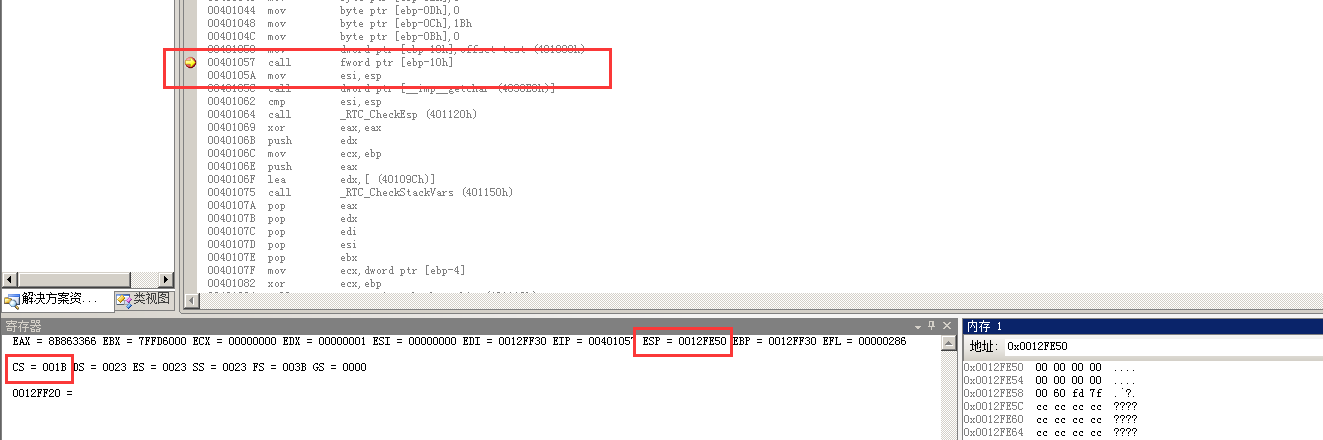 00401044 mov byte ptr [ebp-0Dh],0
00401048 mov byte ptr [ebp-0Ch],1Bh
0040104C mov byte ptr [ebp-0Bh],0
00401050 mov dword ptr [ebp-10h],offset test (401000h)
00401057 call fword ptr [ebp-10h]
0040105A mov esi,esp
0040105C call dword ptr [__imp__getchar (4083E0h)]
00401062 cmp esi,esp
00401064 call _RTC_CheckEsp (401120h)
00401069 xor eax,eax
0040106B push edx
0040106C mov ecx,ebp
0040106E push eax
0040106F lea edx,[ (40109Ch)]
00401075 call _RTC_CheckStackVars (401150h)
0040107A pop eax
0040107B pop edx
0040107C pop edi
0040107D pop esi
0040107E pop ebx
0040107F mov ecx,dword ptr [ebp-4]
00401082 xor ecx,ebp
解决方案资... 类视图
寄存器
EAX = 8B863366 EBX = 7FFD6000 ECX = 00000000 EDX = 00000001 ESI = 00000000 EDI = 0012FF30 EIP = 00401057 ESP = 0012FE50 EBP = 0012FF30 EFL = 00000286
CS = 001B DS = 0023 ES = 0023 SS = 0023 FS = 003B GS = 0000
0012FF20 =
内存 1
地址: 0x0012FE50
0x0012FE50 00 00 00 00 ....
0x0012FE54 00 00 00 00 ....
0x0012FE58 00 60 fd 7f .`?.
0x0012FE5C cc cc cc cc ????
0x0012FE60 cc cc cc cc ????
0x0012FE64 cc cc cc cc ????